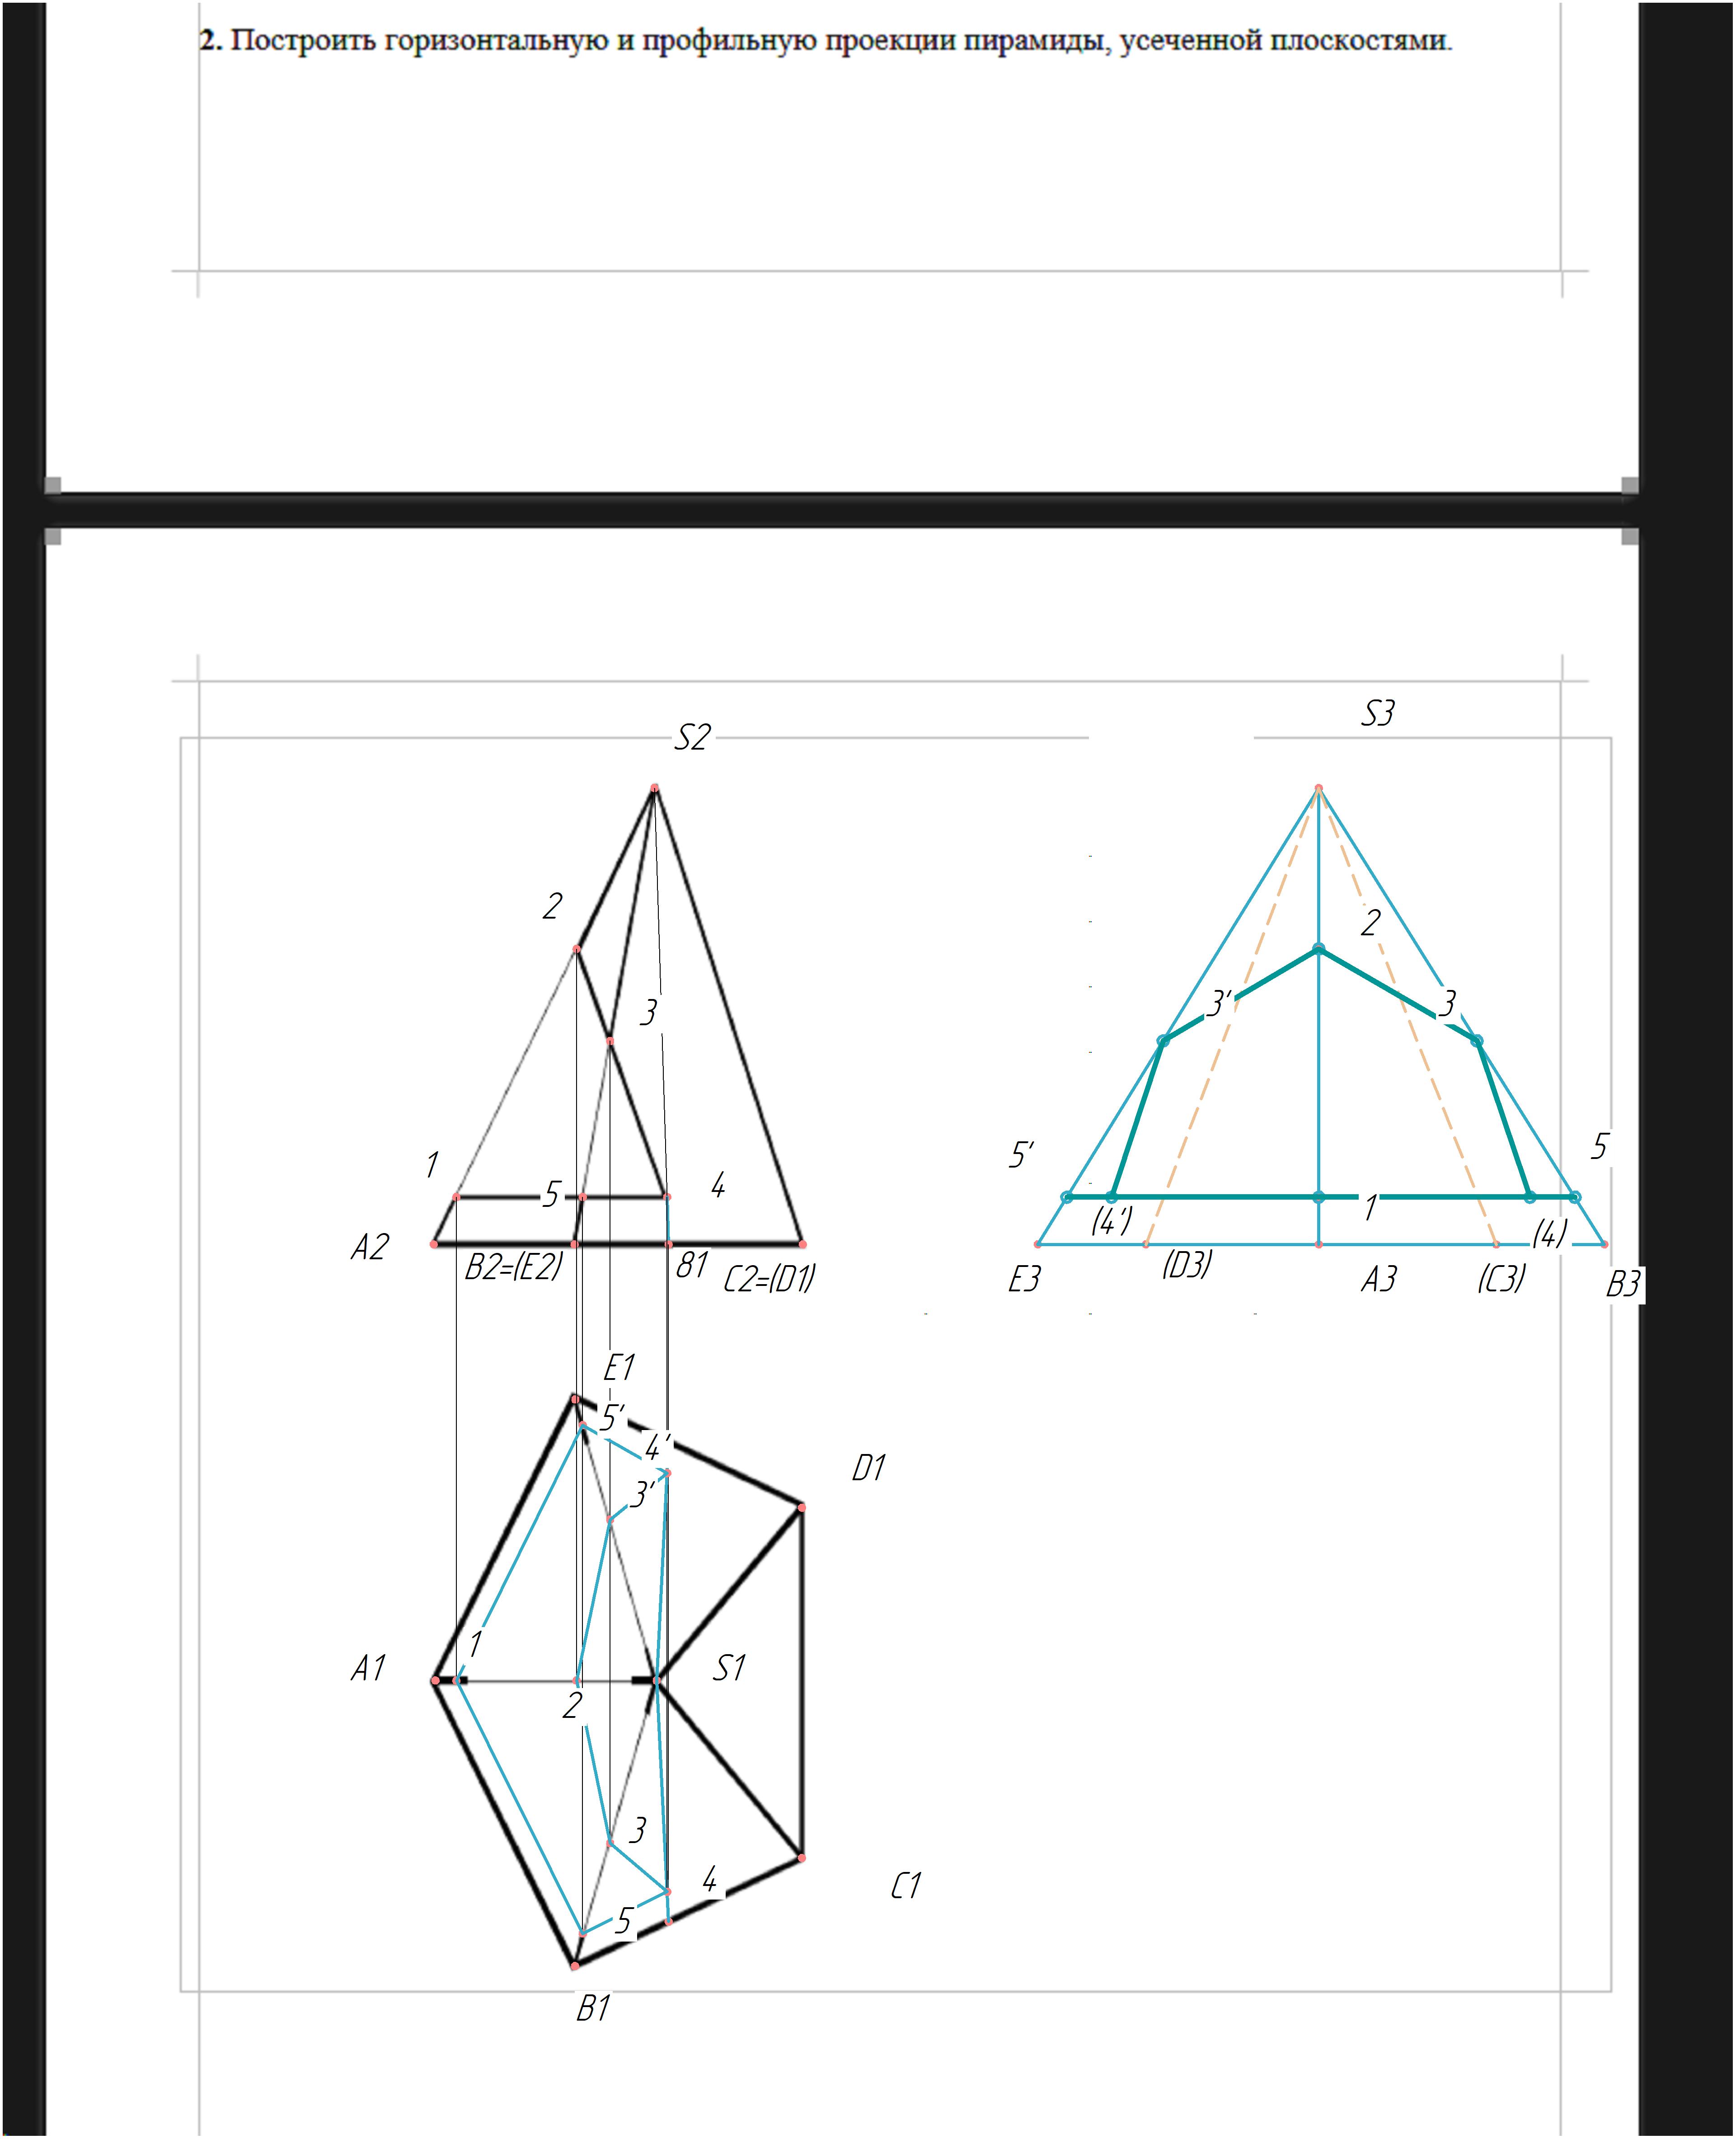 2. Построить горизонтальную и профильную проекции пирамиды, усеченной плоскостями.
S3
S2
2
2
3' 3
3
5' 5
1
5 4
(4') 1 (4)
A2 B2=(E2) 81 C2=(D1)
E3 (D3) A3 (C3) B3
E1
5'
4'
D1
3'
1
A1 S1
2
3
4 C1
5
B1